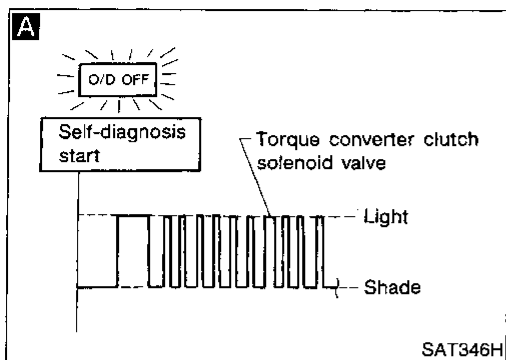 A
O/D OFF
Self-diagnosis
start
Torque converter clutch
solenoid valve
Light
Shade
SAT346H